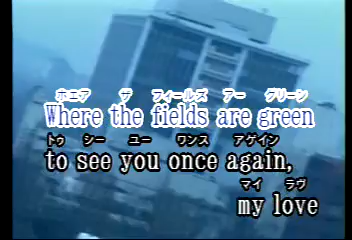 ホエア ザ フィールズ アー グリーン
Where the fields are green
トゥ シー ユー ワンス アゲイン
to see you once again,
マイ ラヴ
my love